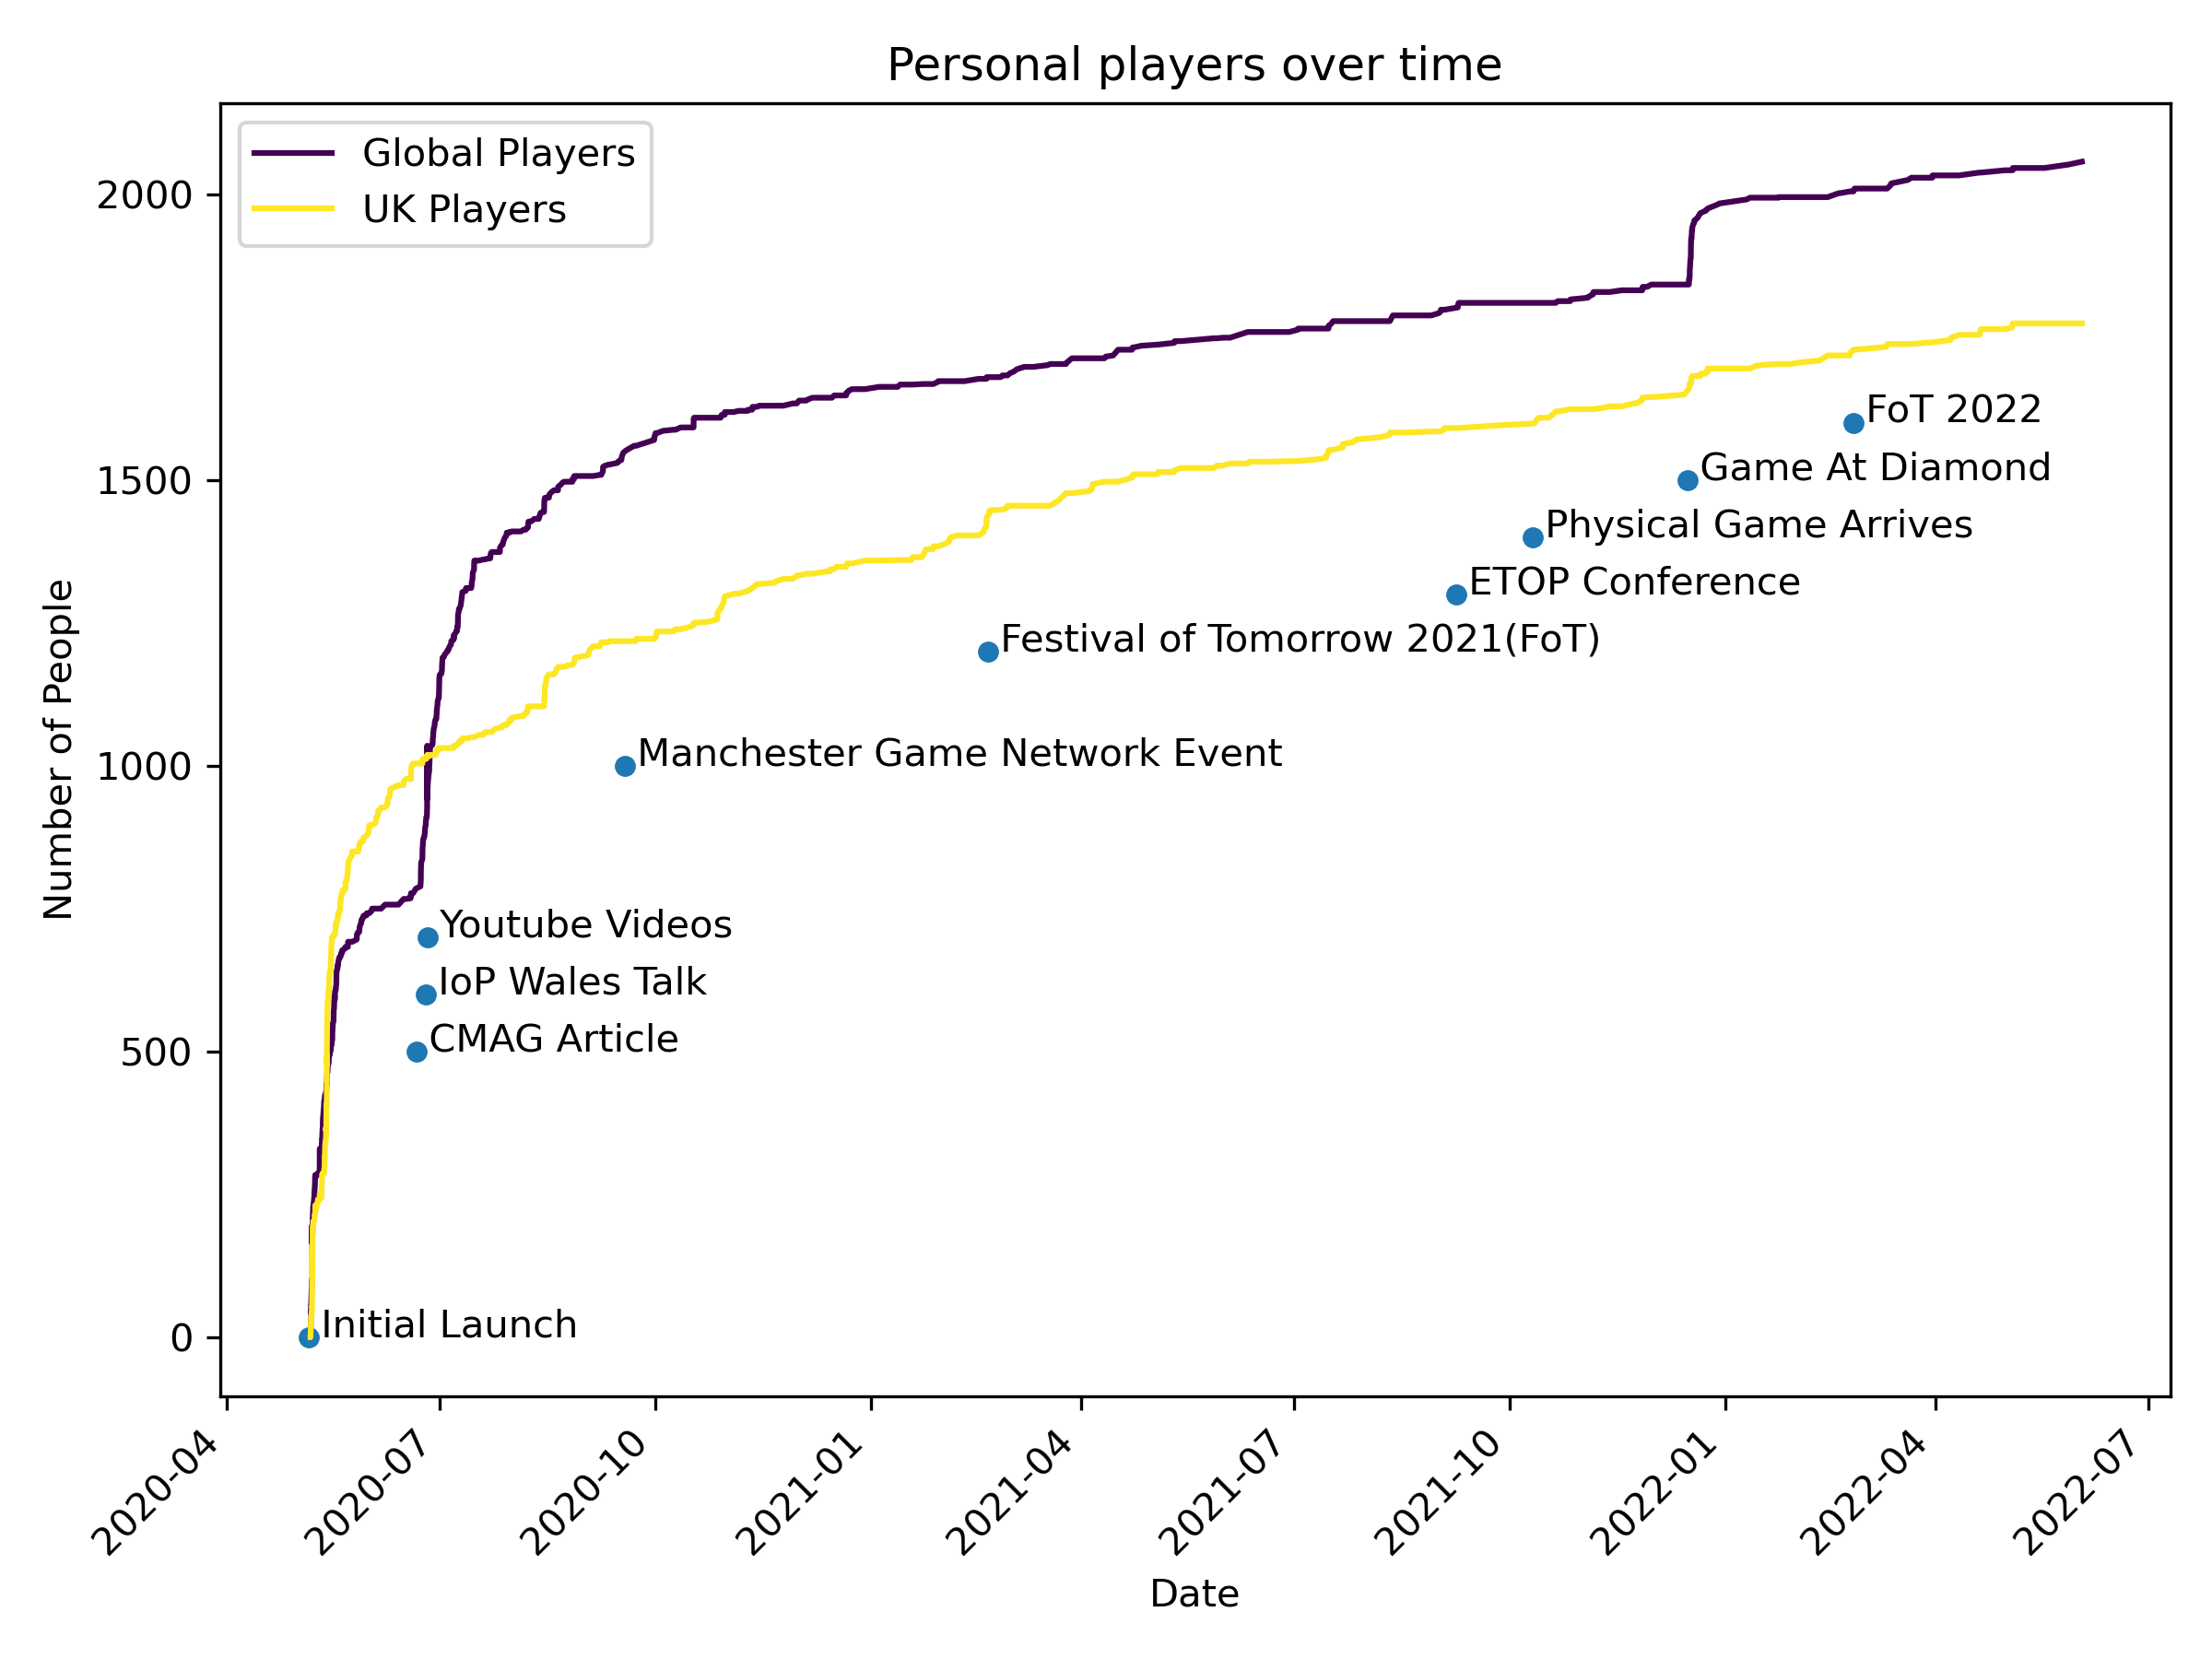 Personal players over time
Global Players
UK Players
Number of People
2000
1500
1000
500
0
FoT 2022
Game At Diamond
Physical Game Arrives
ETOP Conference
Festival of Tomorrow 2021(FoT)
Manchester Game Network Event
Youtube Videos
IoP Wales Talk
CMAG Article
Initial Launch
2020-04
2020-07
2020-10
2021-01
2021-04
2021-07
2021-10
2022-01
2022-04
2022-07
Date